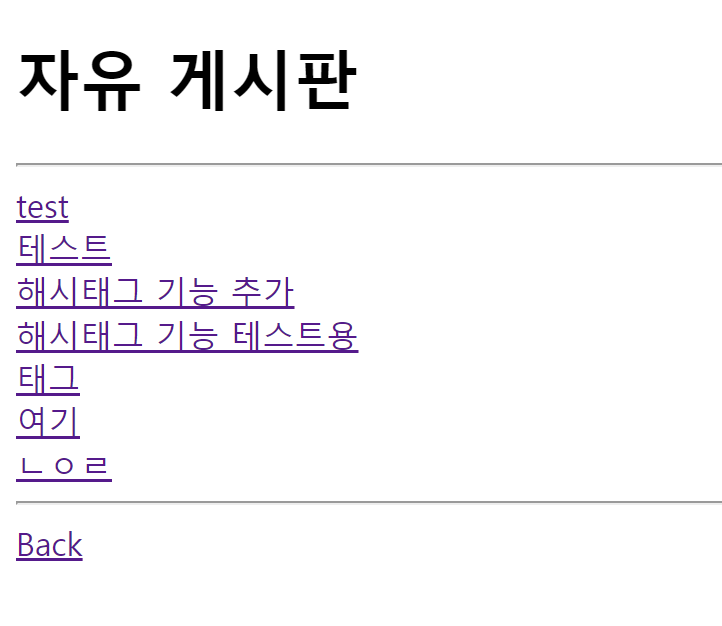 자유 게시판
test
테스트
해시태그 기능 추가
해시태그 기능 테스트용
태그
여기
ㄴㅇㄹ
Back